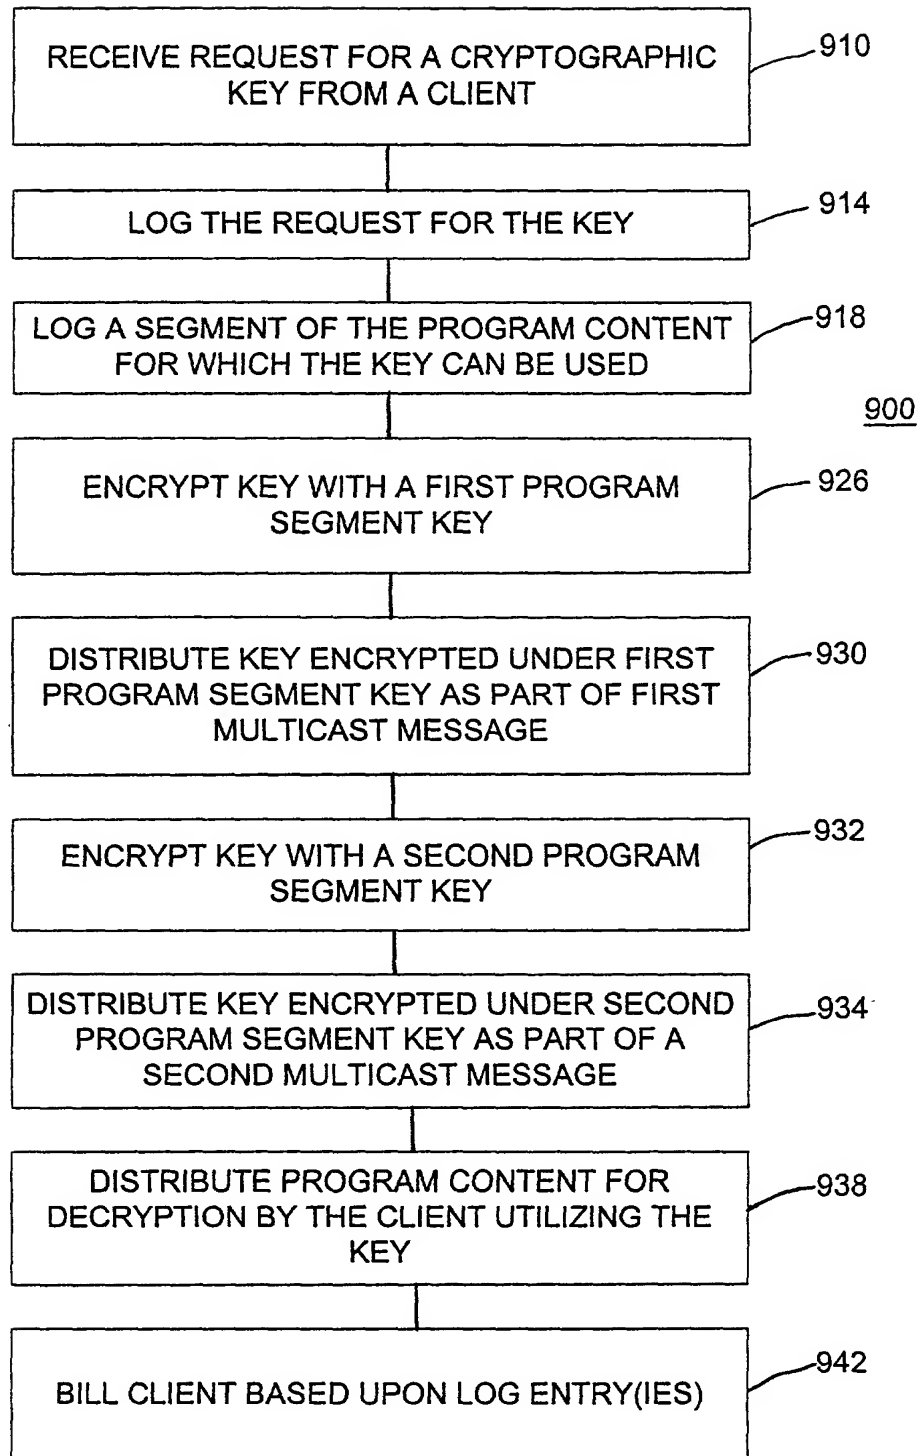 RECEIVE REQUEST FOR A CRYPTOGRAPHIC
KEY FROM A CLIENT
910
LOG THE REQUEST FOR THE KEY
914
LOG A SEGMENT OF THE PROGRAM CONTENT
FOR WHICH THE KEY CAN BE USED
918
900
ENCRYPT KEY WITH A FIRST PROGRAM
SEGMENT KEY
926
DISTRIBUTE KEY ENCRYPTED UNDER FIRST
PROGRAM SEGMENT KEY AS PART OF FIRST
MULTICAST MESSAGE
930
ENCRYPT KEY WITH A SECOND PROGRAM
SEGMENT KEY
932
DISTRIBUTE KEY ENCRYPTED UNDER SECOND
PROGRAM SEGMENT KEY AS PART OF A
SECOND MULTICAST MESSAGE
934
DISTRIBUTE PROGRAM CONTENT FOR
DECRYPTION BY THE CLIENT UTILIZING THE
KEY
938
BILL CLIENT BASED UPON LOG ENTRY(IES)
942